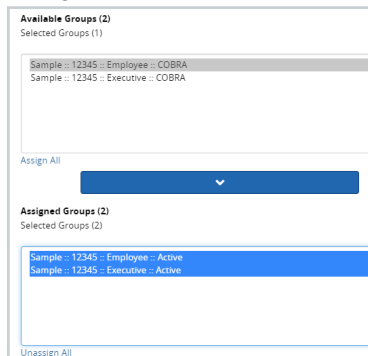 Available Groups (2)
Selected Groups (1)
Sample :: 12345 :: Employee :: COBRA
Sample :: 12345 :: Executive :: COBRA
Assign All
Assigned Groups (2)
Selected Groups (2)
Sample :: 12345 :: Employee :: Active
Sample :: 12345 :: Executive :: Active
Unassign All